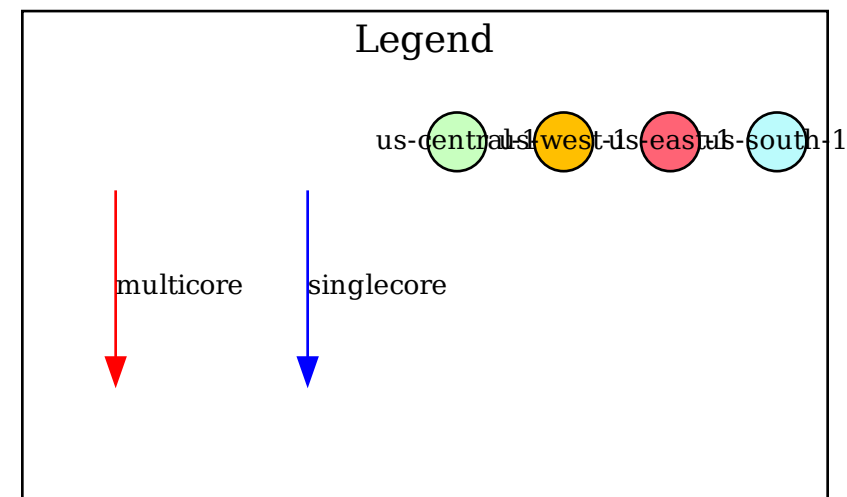 Legend
us-central-1
us-west-1
us-east-1
us-south-1
multicore
singlecore